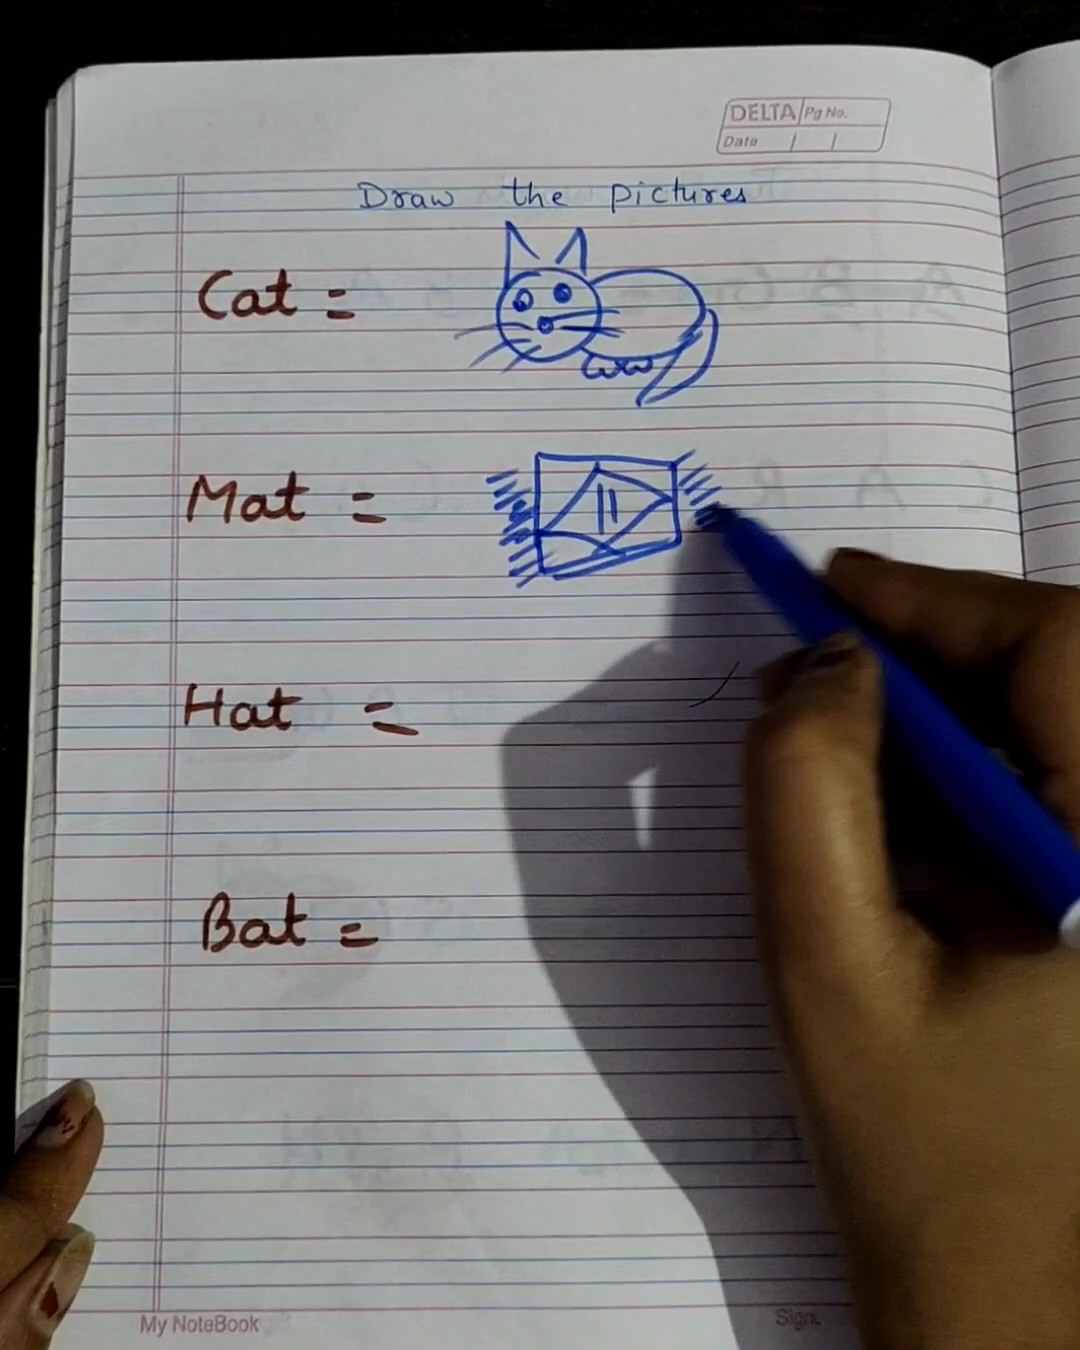 DELTA Pg No.
Date / /
Draw the pictures
Cat =
Mat =
Hat =
Bat =
My NoteBook Sign.